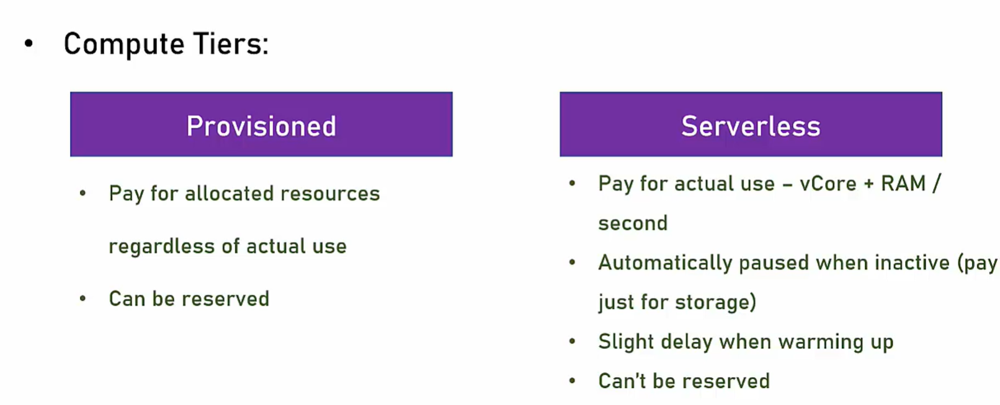 • Compute Tiers:
Provisioned
• Pay for allocated resources
regardless of actual use
• Can be reserved
Serverless
• Pay for actual use – vCore + RAM /
second
• Automatically paused when inactive (pay
just for storage)
• Slight delay when warming up
• Can't be reserved